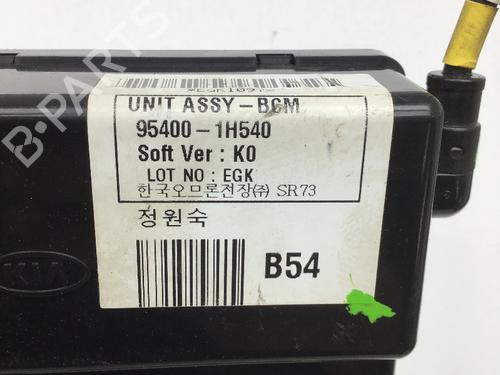 UNIT ASSY-BCM
95400-1H540
Soft Ver : K0
LOT NO : EGK
한국오므론전장㈜ SR73
정원숙
B54
KIA
B-PARTS